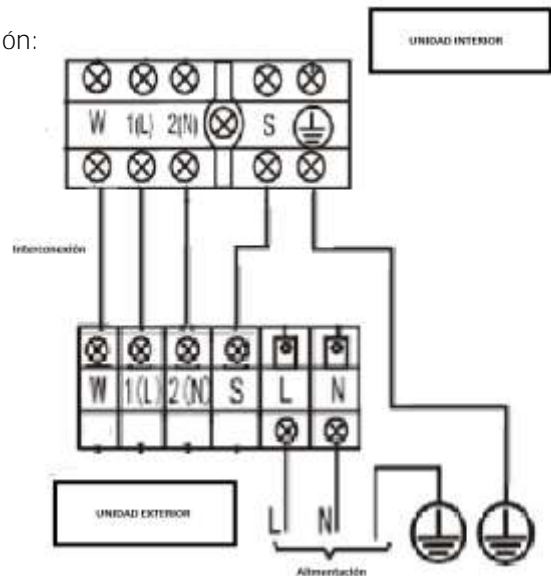 ón:
UNIDAD INTERIOR
W 1(L) 2(N) S
Interconexión
W 1(L) 2(N) S L N
UNIDAD EXTERIOR
L N
Alimentación